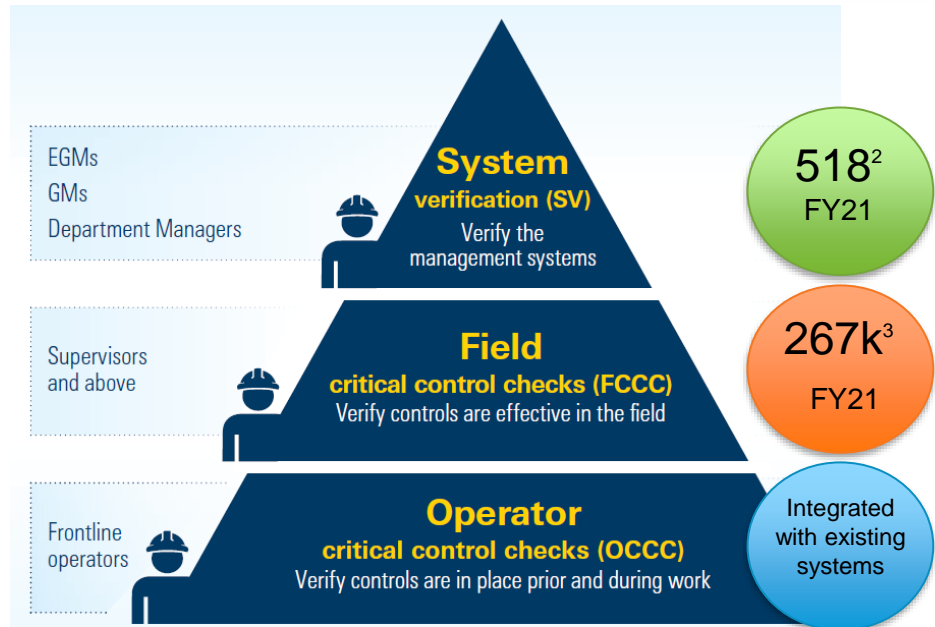 EGMs
GMs
Department Managers
System
verification (SV)
Verify the
management systems
518²
FY21
Supervisors
and above
Field
critical control checks (FCCC)
Verify controls are effective in the field
267k³
FY21
Frontline
operators
Operator
critical control checks (OCCC)
Verify controls are in place prior and during work
Integrated
with existing
systems